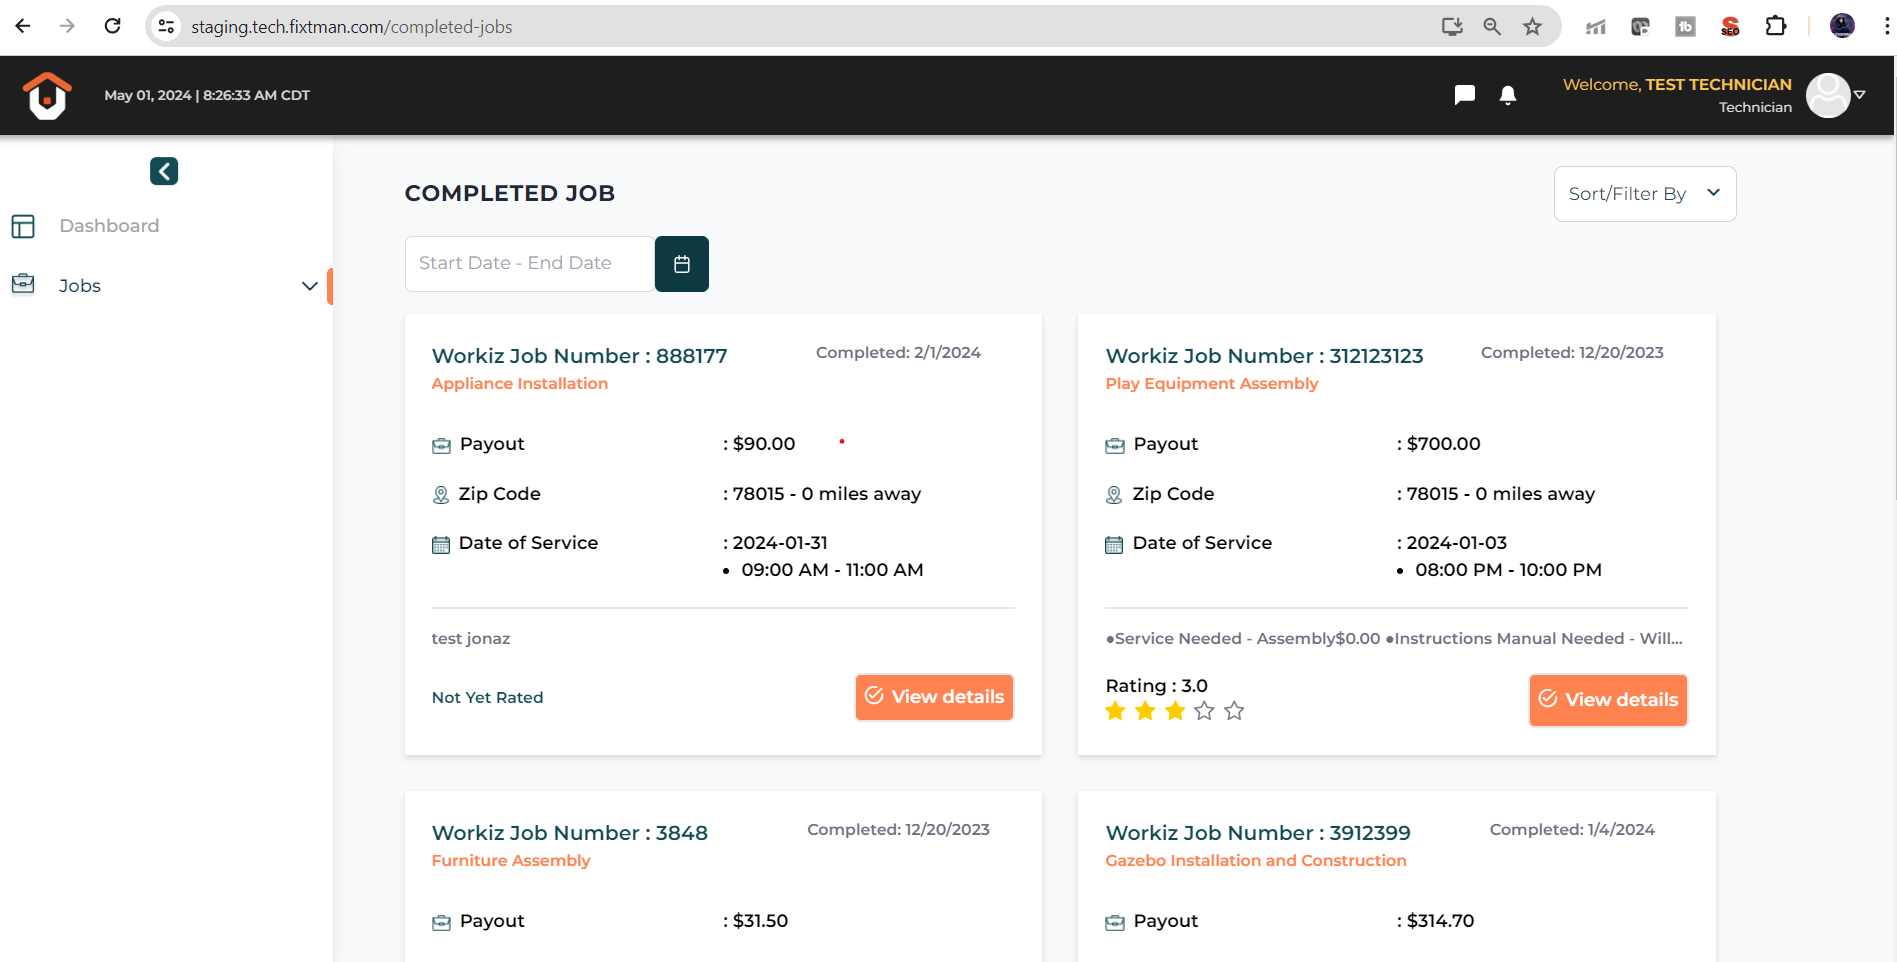 staging.tech.fixtman.com/completed-jobs
SEO
May 01, 2024 | 8:26:33 AM CDT
Welcome, TEST TECHNICIAN
Technician
Dashboard
Jobs
COMPLETED JOB
Sort/Filter By
Start Date - End Date
Workiz Job Number : 888177
Completed: 2/1/2024
Appliance Installation
Payout : $90.00
Zip Code : 78015 - 0 miles away
Date of Service : 2024-01-31
• 09:00 AM - 11:00 AM
test jonaz
Not Yet Rated
View details
Workiz Job Number : 312123123
Completed: 12/20/2023
Play Equipment Assembly
Payout : $700.00
Zip Code : 78015 - 0 miles away
Date of Service : 2024-01-03
• 08:00 PM - 10:00 PM
●Service Needed - Assembly$0.00 ●Instructions Manual Needed - Will...
Rating : 3.0
View details
Workiz Job Number : 3848
Completed: 12/20/2023
Furniture Assembly
Payout : $31.50
Workiz Job Number : 3912399
Completed: 1/4/2024
Gazebo Installation and Construction
Payout : $314.70